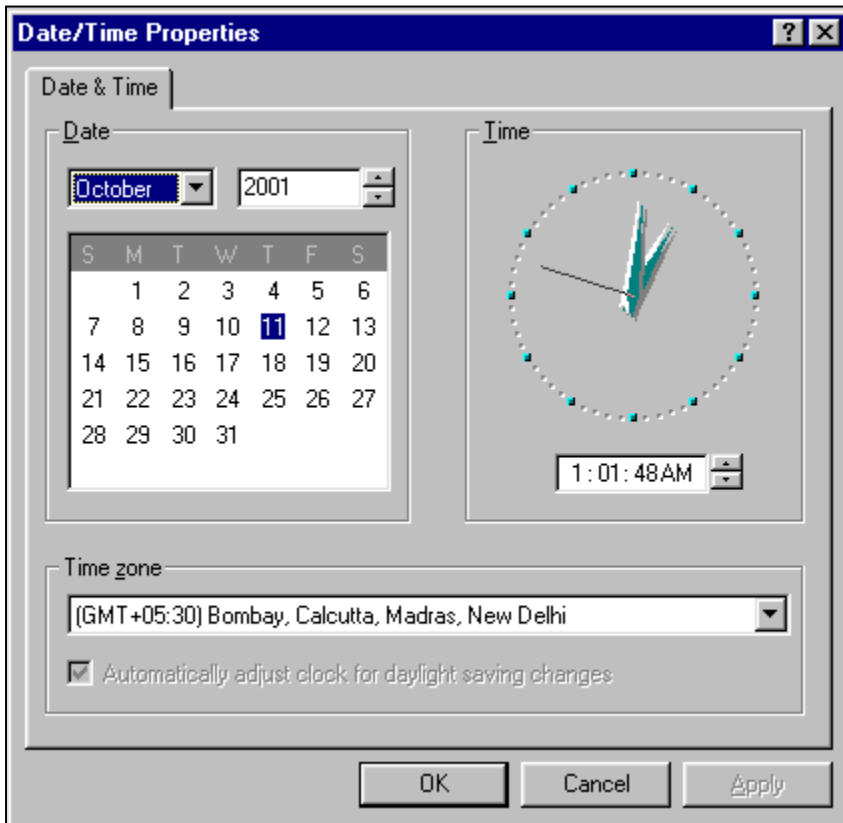 Date/Time Properties
Date & Time
Date
October
2001
S M T W T F S
1 2 3 4 5 6
7 8 9 10 11 12 13
14 15 16 17 18 19 20
21 22 23 24 25 26 27
28 29 30 31
Time
1:01:48AM
Time zone
(GMT+05:30) Bombay, Calcutta, Madras, New Delhi
Automatically adjust clock for daylight saving changes
OK
Cancel
Apply